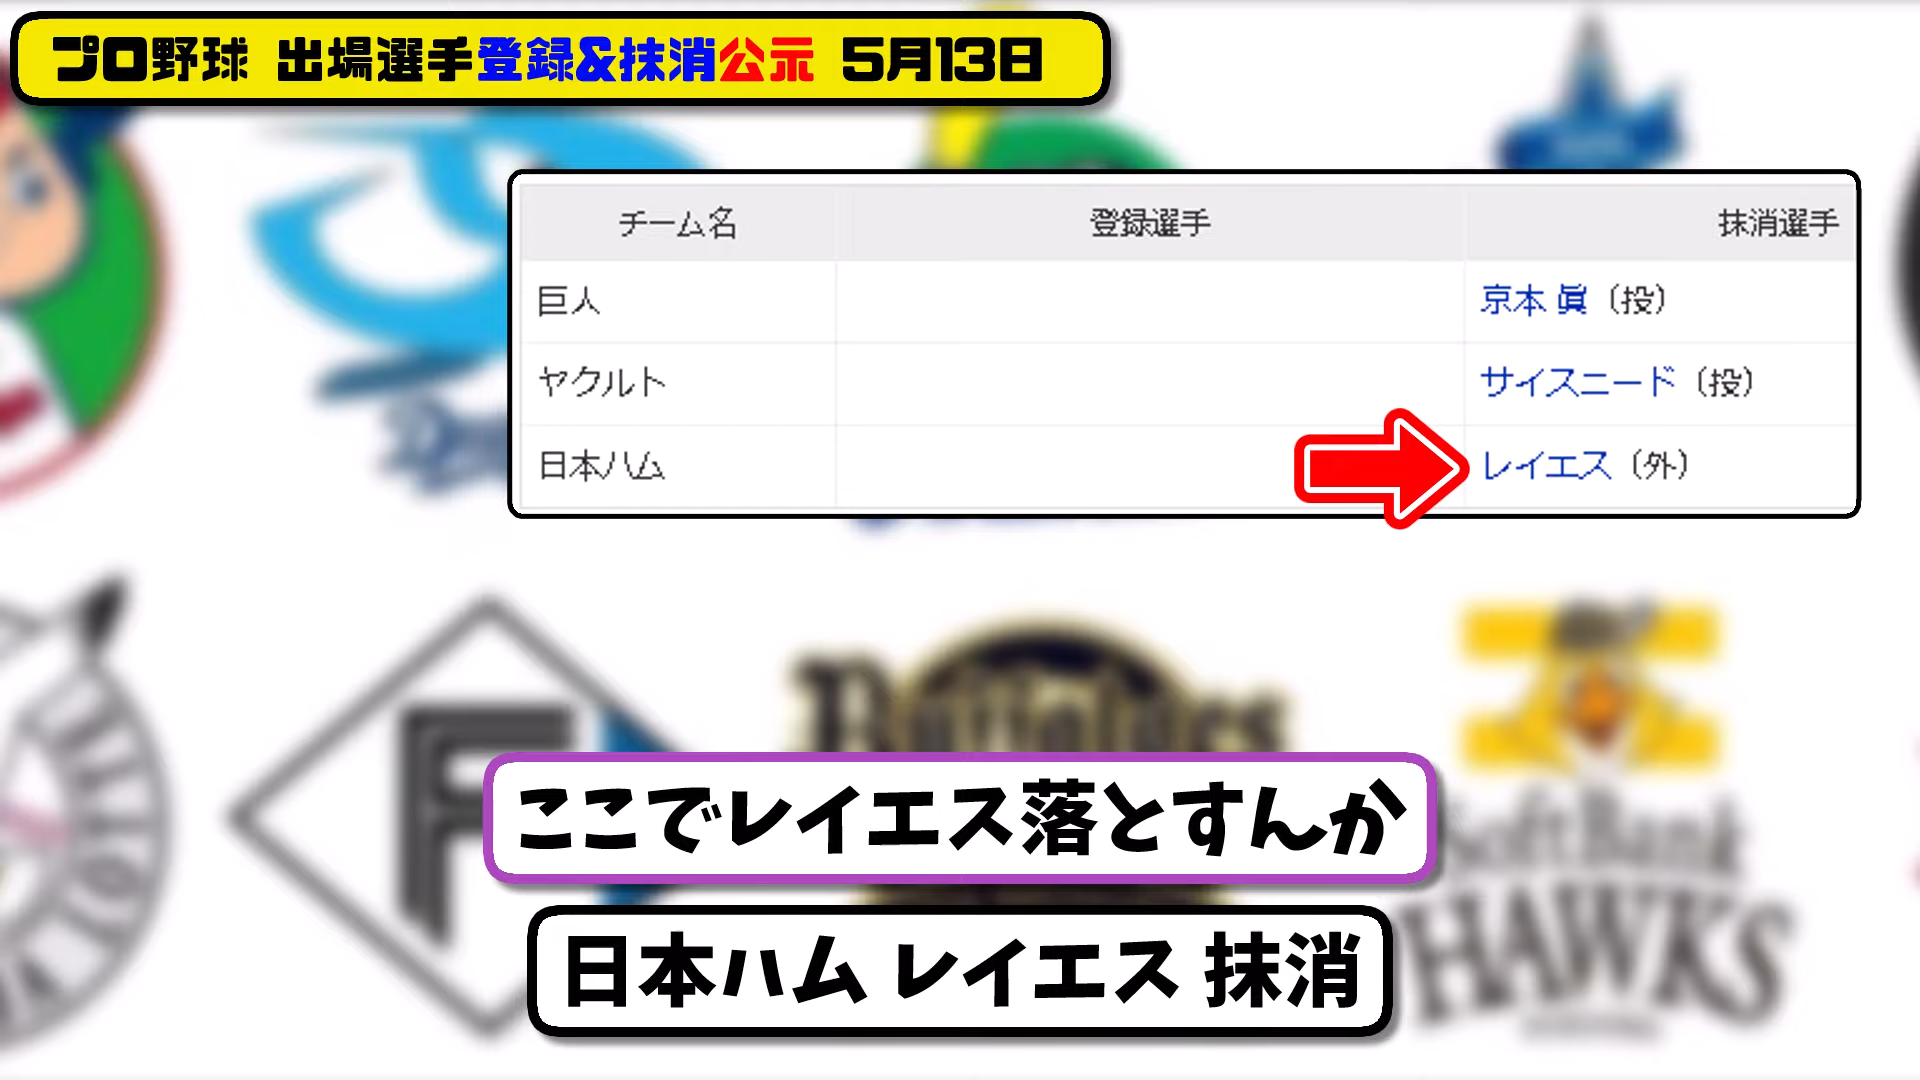 プロ野球 出場選手登録&抹消公示 5月13日
チーム名 登録選手 抹消選手
巨人 京本 眞（投）
ヤクルト サイスニード（投）
日本ハム レイエス（外）
Buffaloes
F
ここでレイエス落とすんか
SoftBank
HAWKS
日本ハム レイエス 抹消